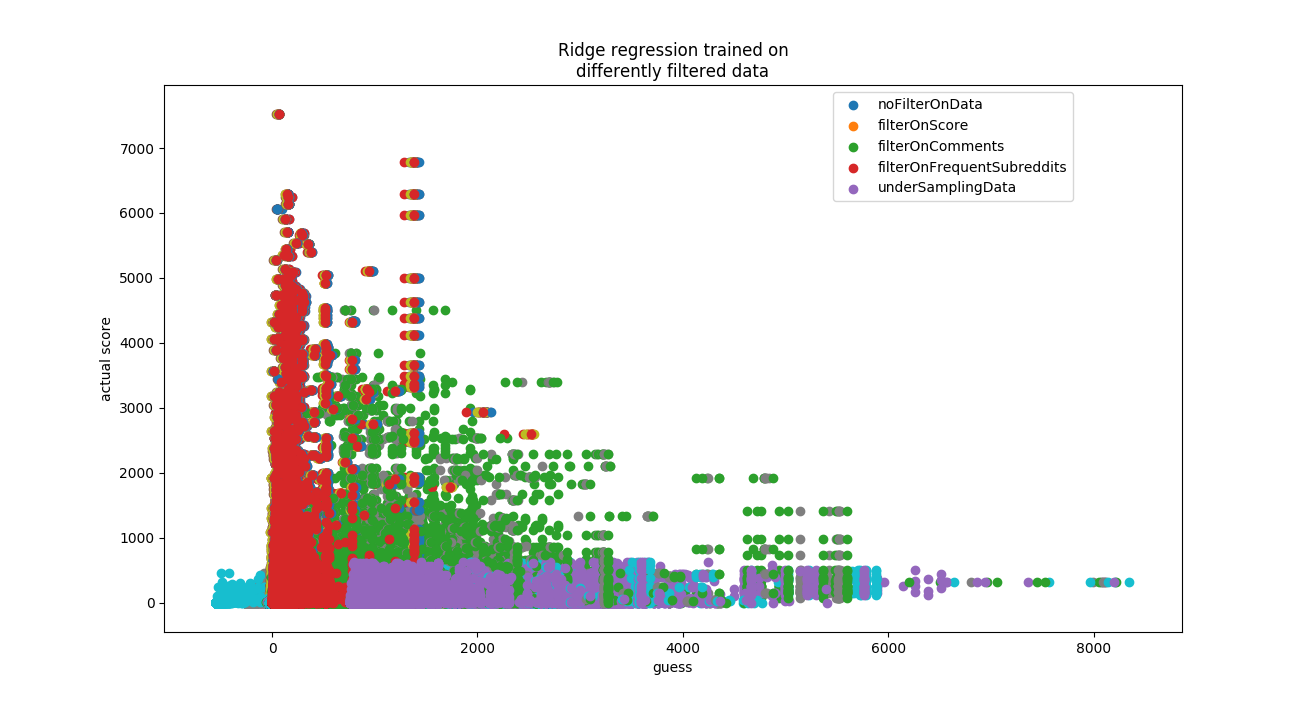 Ridge regression trained on
differently filtered data
noFilterOnData
filterOnScore
filterOnComments
filterOnFrequentSubreddits
underSamplingData
7000
6000
5000
4000
3000
2000
1000
0
actual score
0 2000 4000 6000 8000
guess